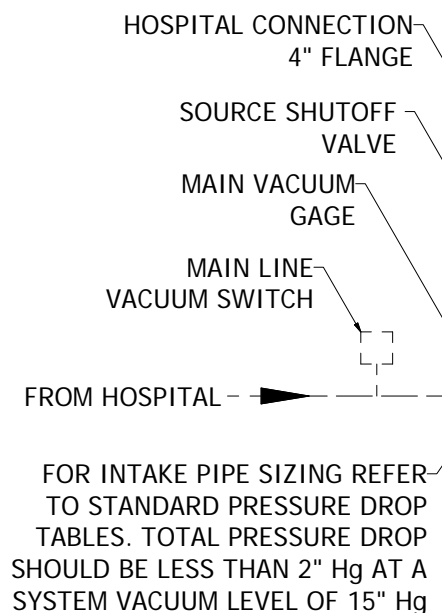 HOSPITAL CONNECTION
4" FLANGE
SOURCE SHUTOFF
VALVE
MAIN VACUUM
GAGE
MAIN LINE
VACUUM SWITCH
FROM HOSPITAL
FOR INTAKE PIPE SIZING REFER
TO STANDARD PRESSURE DROP
TABLES. TOTAL PRESSURE DROP
SHOULD BE LESS THAN 2" Hg AT A
SYSTEM VACUUM LEVEL OF 15" Hg